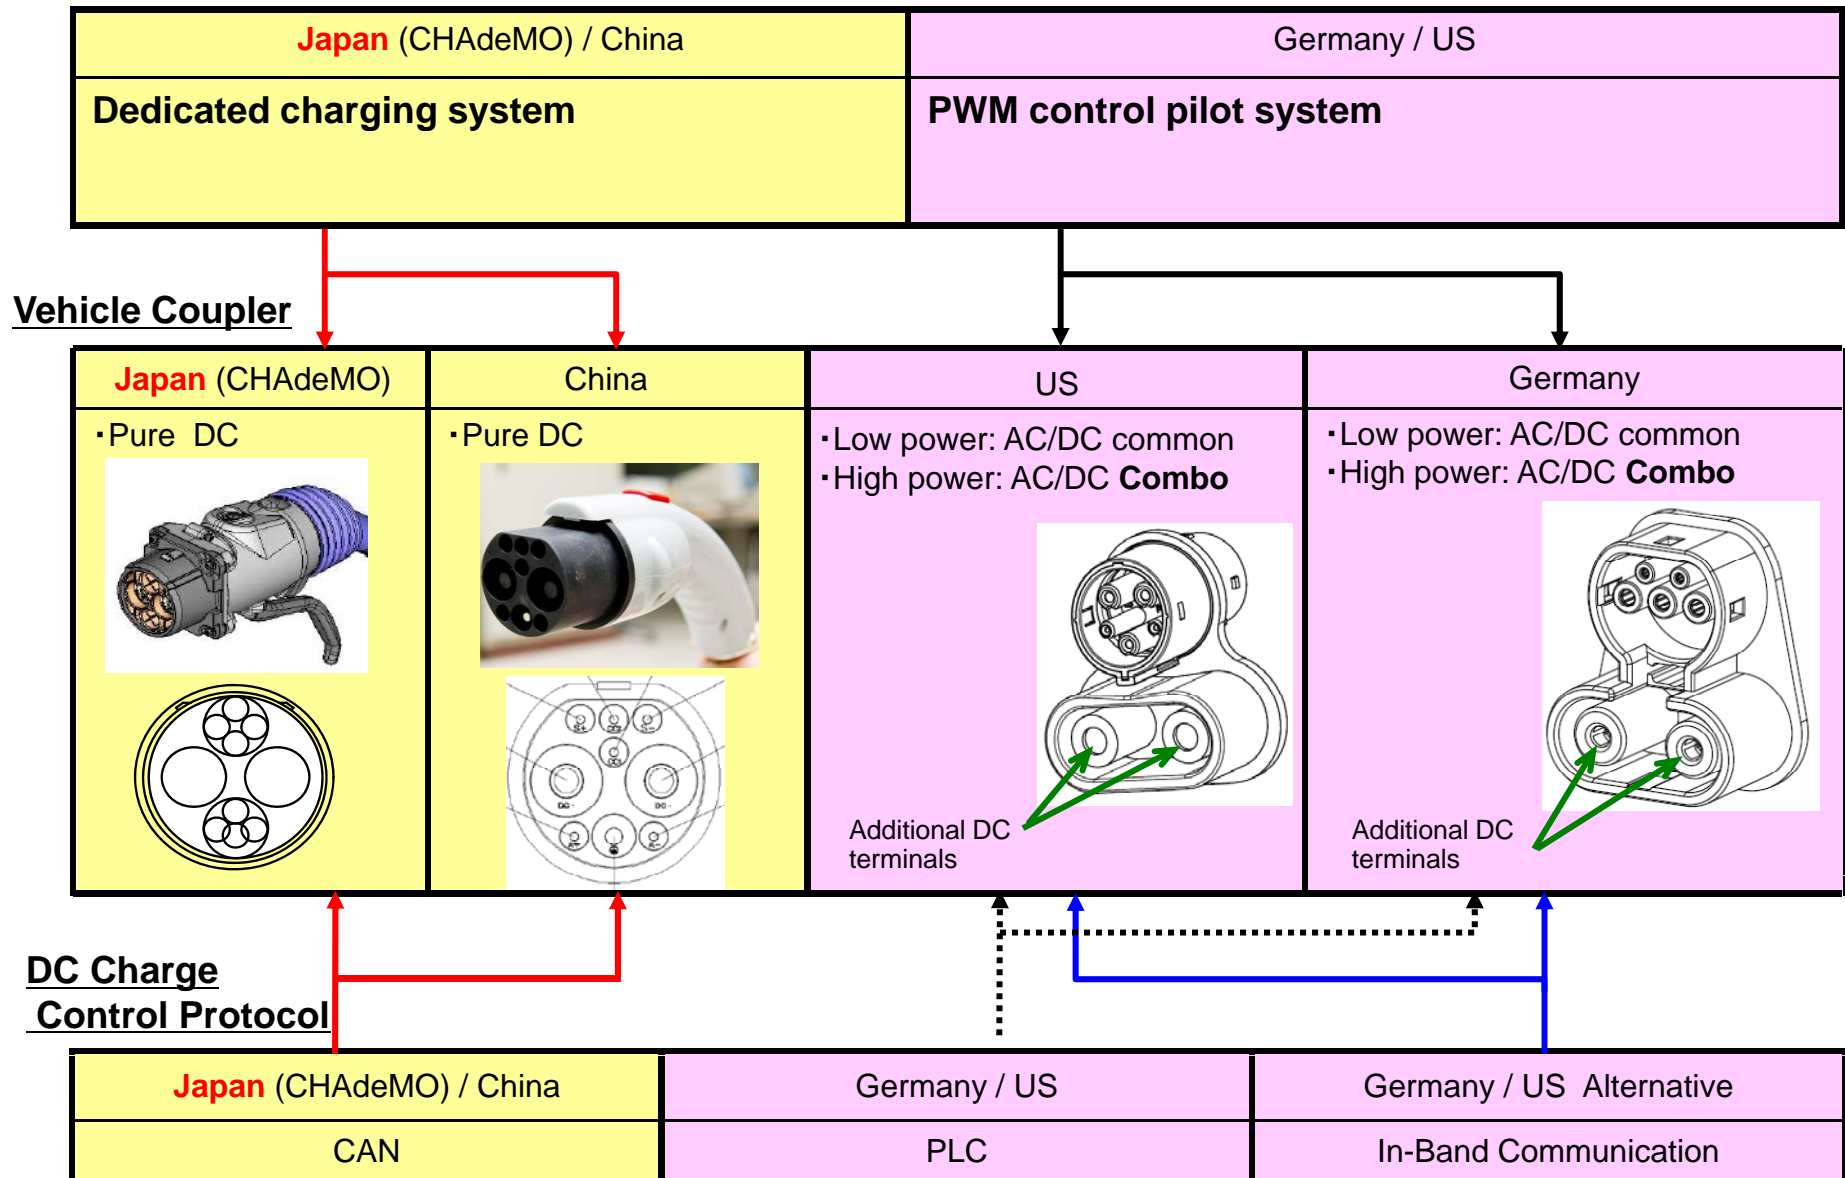 Japan (CHAdeMO) / China
Germany / US
Dedicated charging system
PWM control pilot system
Vehicle Coupler
Japan (CHAdeMO)
China
US
Germany
・Pure DC
・Pure DC
・Low power: AC/DC common
・High power: AC/DC Combo
・Low power: AC/DC common
・High power: AC/DC Combo
Additional DC
terminals
Additional DC
terminals
DC Charge
Control Protocol
Japan (CHAdeMO) / China
Germany / US
Germany / US Alternative
CAN
PLC
In-Band Communication